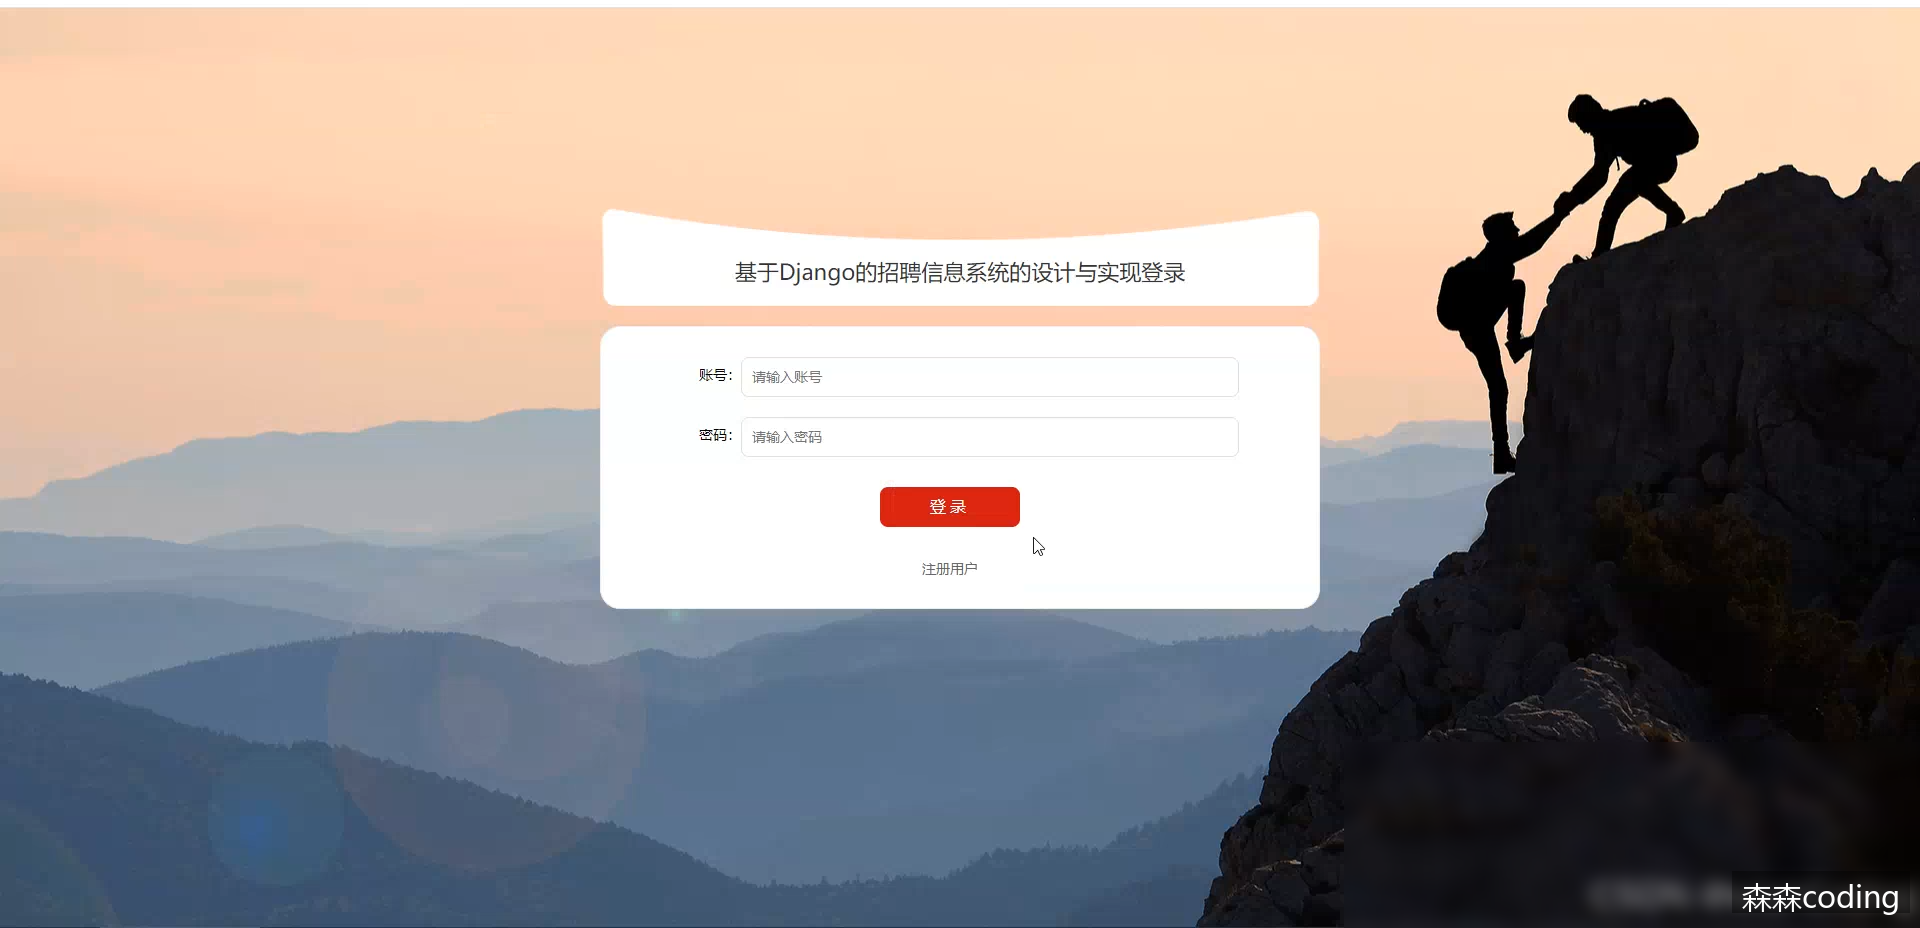 基于Django的招聘信息系统的设计与实现登录
账号：
请输入账号
密码：
请输入密码
登录
注册用户
森森coding